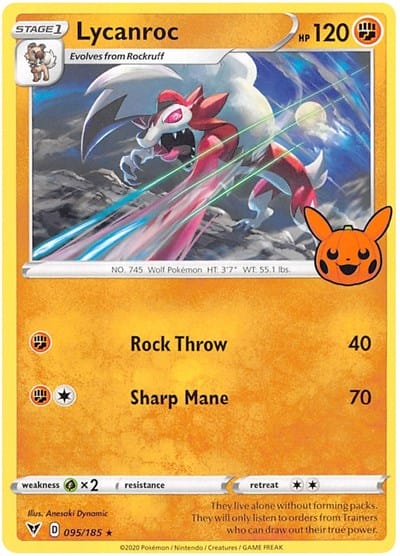 STAGE 1
Lycanroc
HP 120
Evolves from Rockruff
NO. 745 Wolf Pokémon HT: 3'7" WT: 55.1 lbs.
Rock Throw 40
Sharp Mane 70
weakness ×2 resistance retreat
Illus. Anesaki Dynamic
D 095/185 ★
They live alone without forming packs.
They will only listen to orders from Trainers
who can draw out their true power.
©2020 Pokémon / Nintendo / Creatures / GAME FREAK